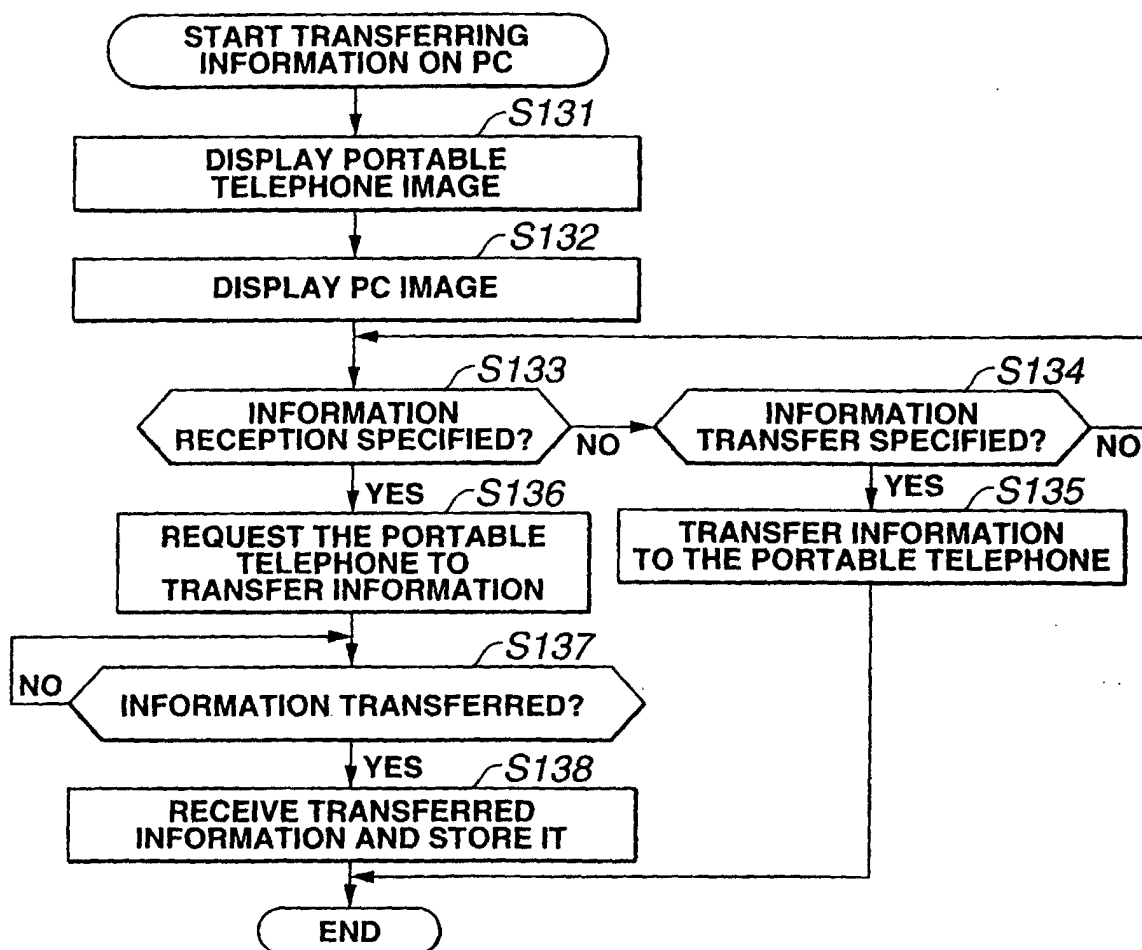 START TRANSFERRING
INFORMATION ON PC
S131
DISPLAY PORTABLE
TELEPHONE IMAGE
S132
DISPLAY PC IMAGE
S133
INFORMATION
RECEPTION SPECIFIED?
NO
S134
INFORMATION
TRANSFER SPECIFIED?
NO
YES
S136
REQUEST THE PORTABLE
TELEPHONE TO
TRANSFER INFORMATION
YES
S135
TRANSFER INFORMATION
TO THE PORTABLE TELEPHONE
S137
NO
INFORMATION TRANSFERRED?
YES
S138
RECEIVE TRANSFERRED
INFORMATION AND STORE IT
END